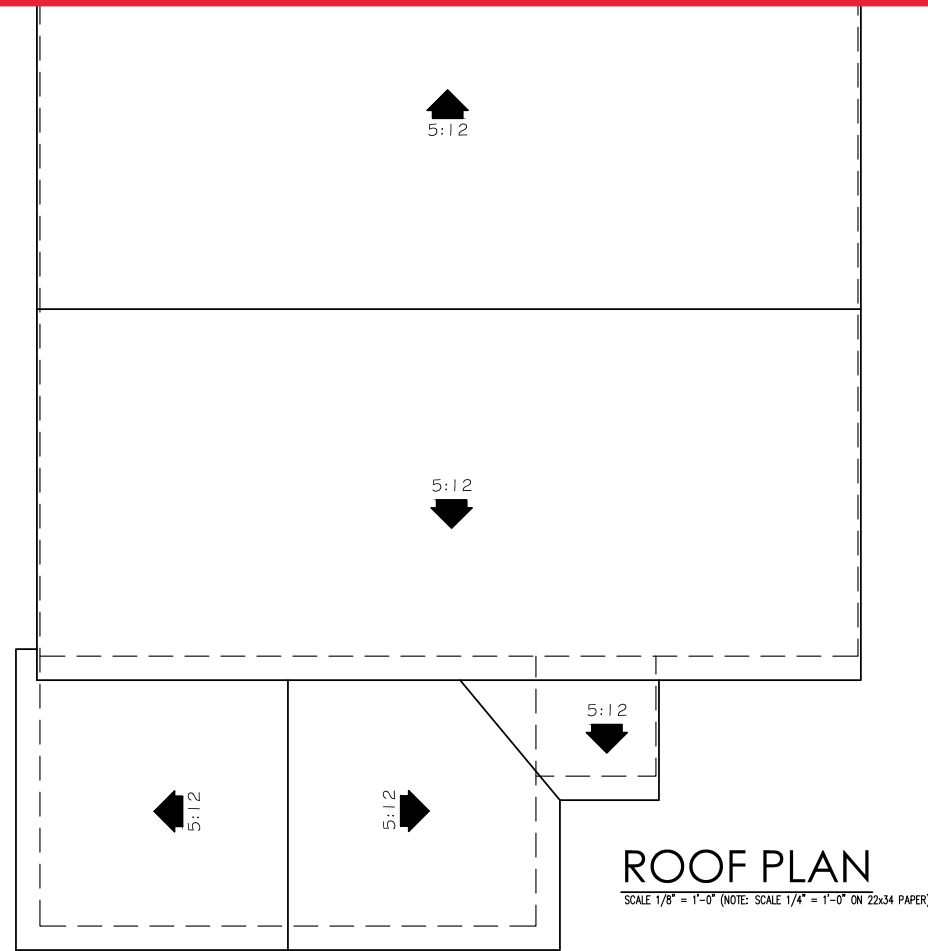 5:12
5:12
5:12
5:12
5:12
ROOF PLAN
SCALE 1/8" = 1'-0" (NOTE: SCALE 1/4" = 1'-0" ON 22x34 PAPER)